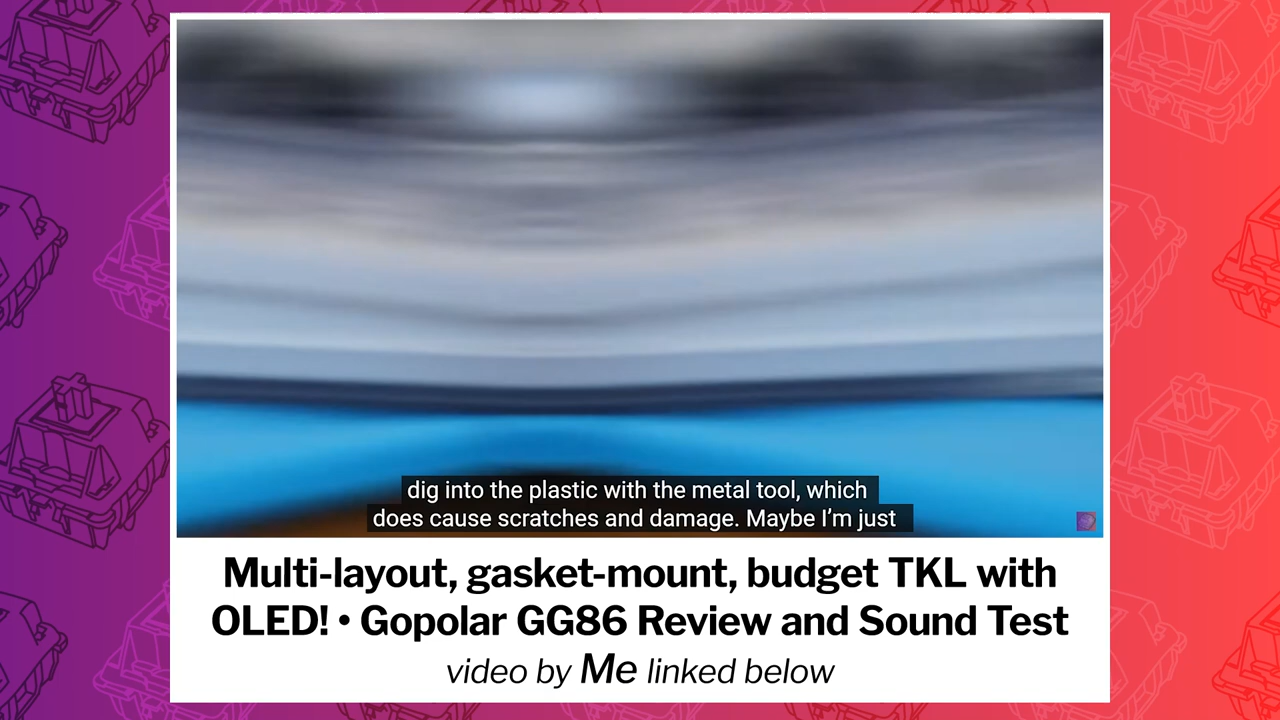 dig into the plastic with the metal tool, which
does cause scratches and damage. Maybe I’m just
Multi-layout, gasket-mount, budget TKL with
OLED! • Gopolar GG86 Review and Sound Test
video by Me linked below